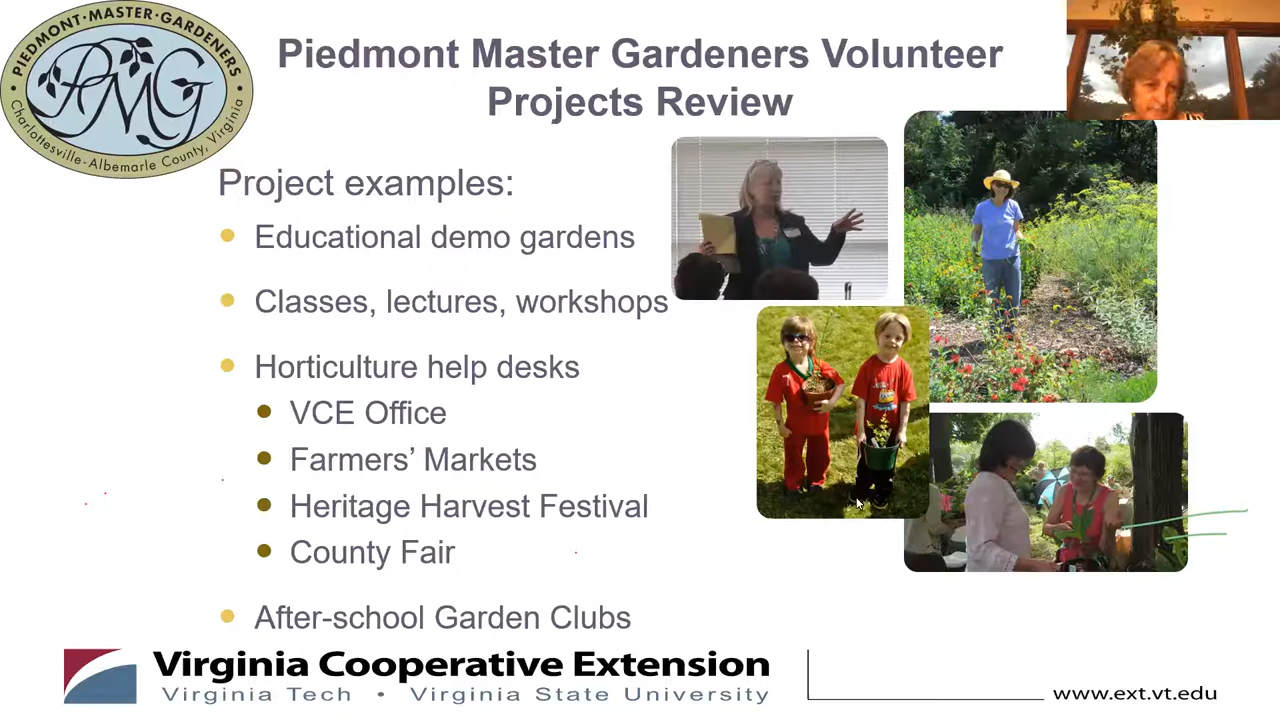 PIEDMONT·MASTER·GARDENERS
PMG
Charlottesville-Albemarle County, Virginia
Piedmont Master Gardeners Volunteer
Projects Review
Project examples:
Educational demo gardens
Classes, lectures, workshops
Horticulture help desks
VCE Office
Farmers’ Markets
Heritage Harvest Festival
County Fair
After-school Garden Clubs
Virginia Cooperative Extension
Virginia Tech • Virginia State University
www.ext.vt.edu